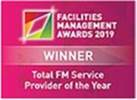 FACILITIES
MANAGEMENT
AWARDS 2019
WINNER
Total FM Service
Provider of the Year